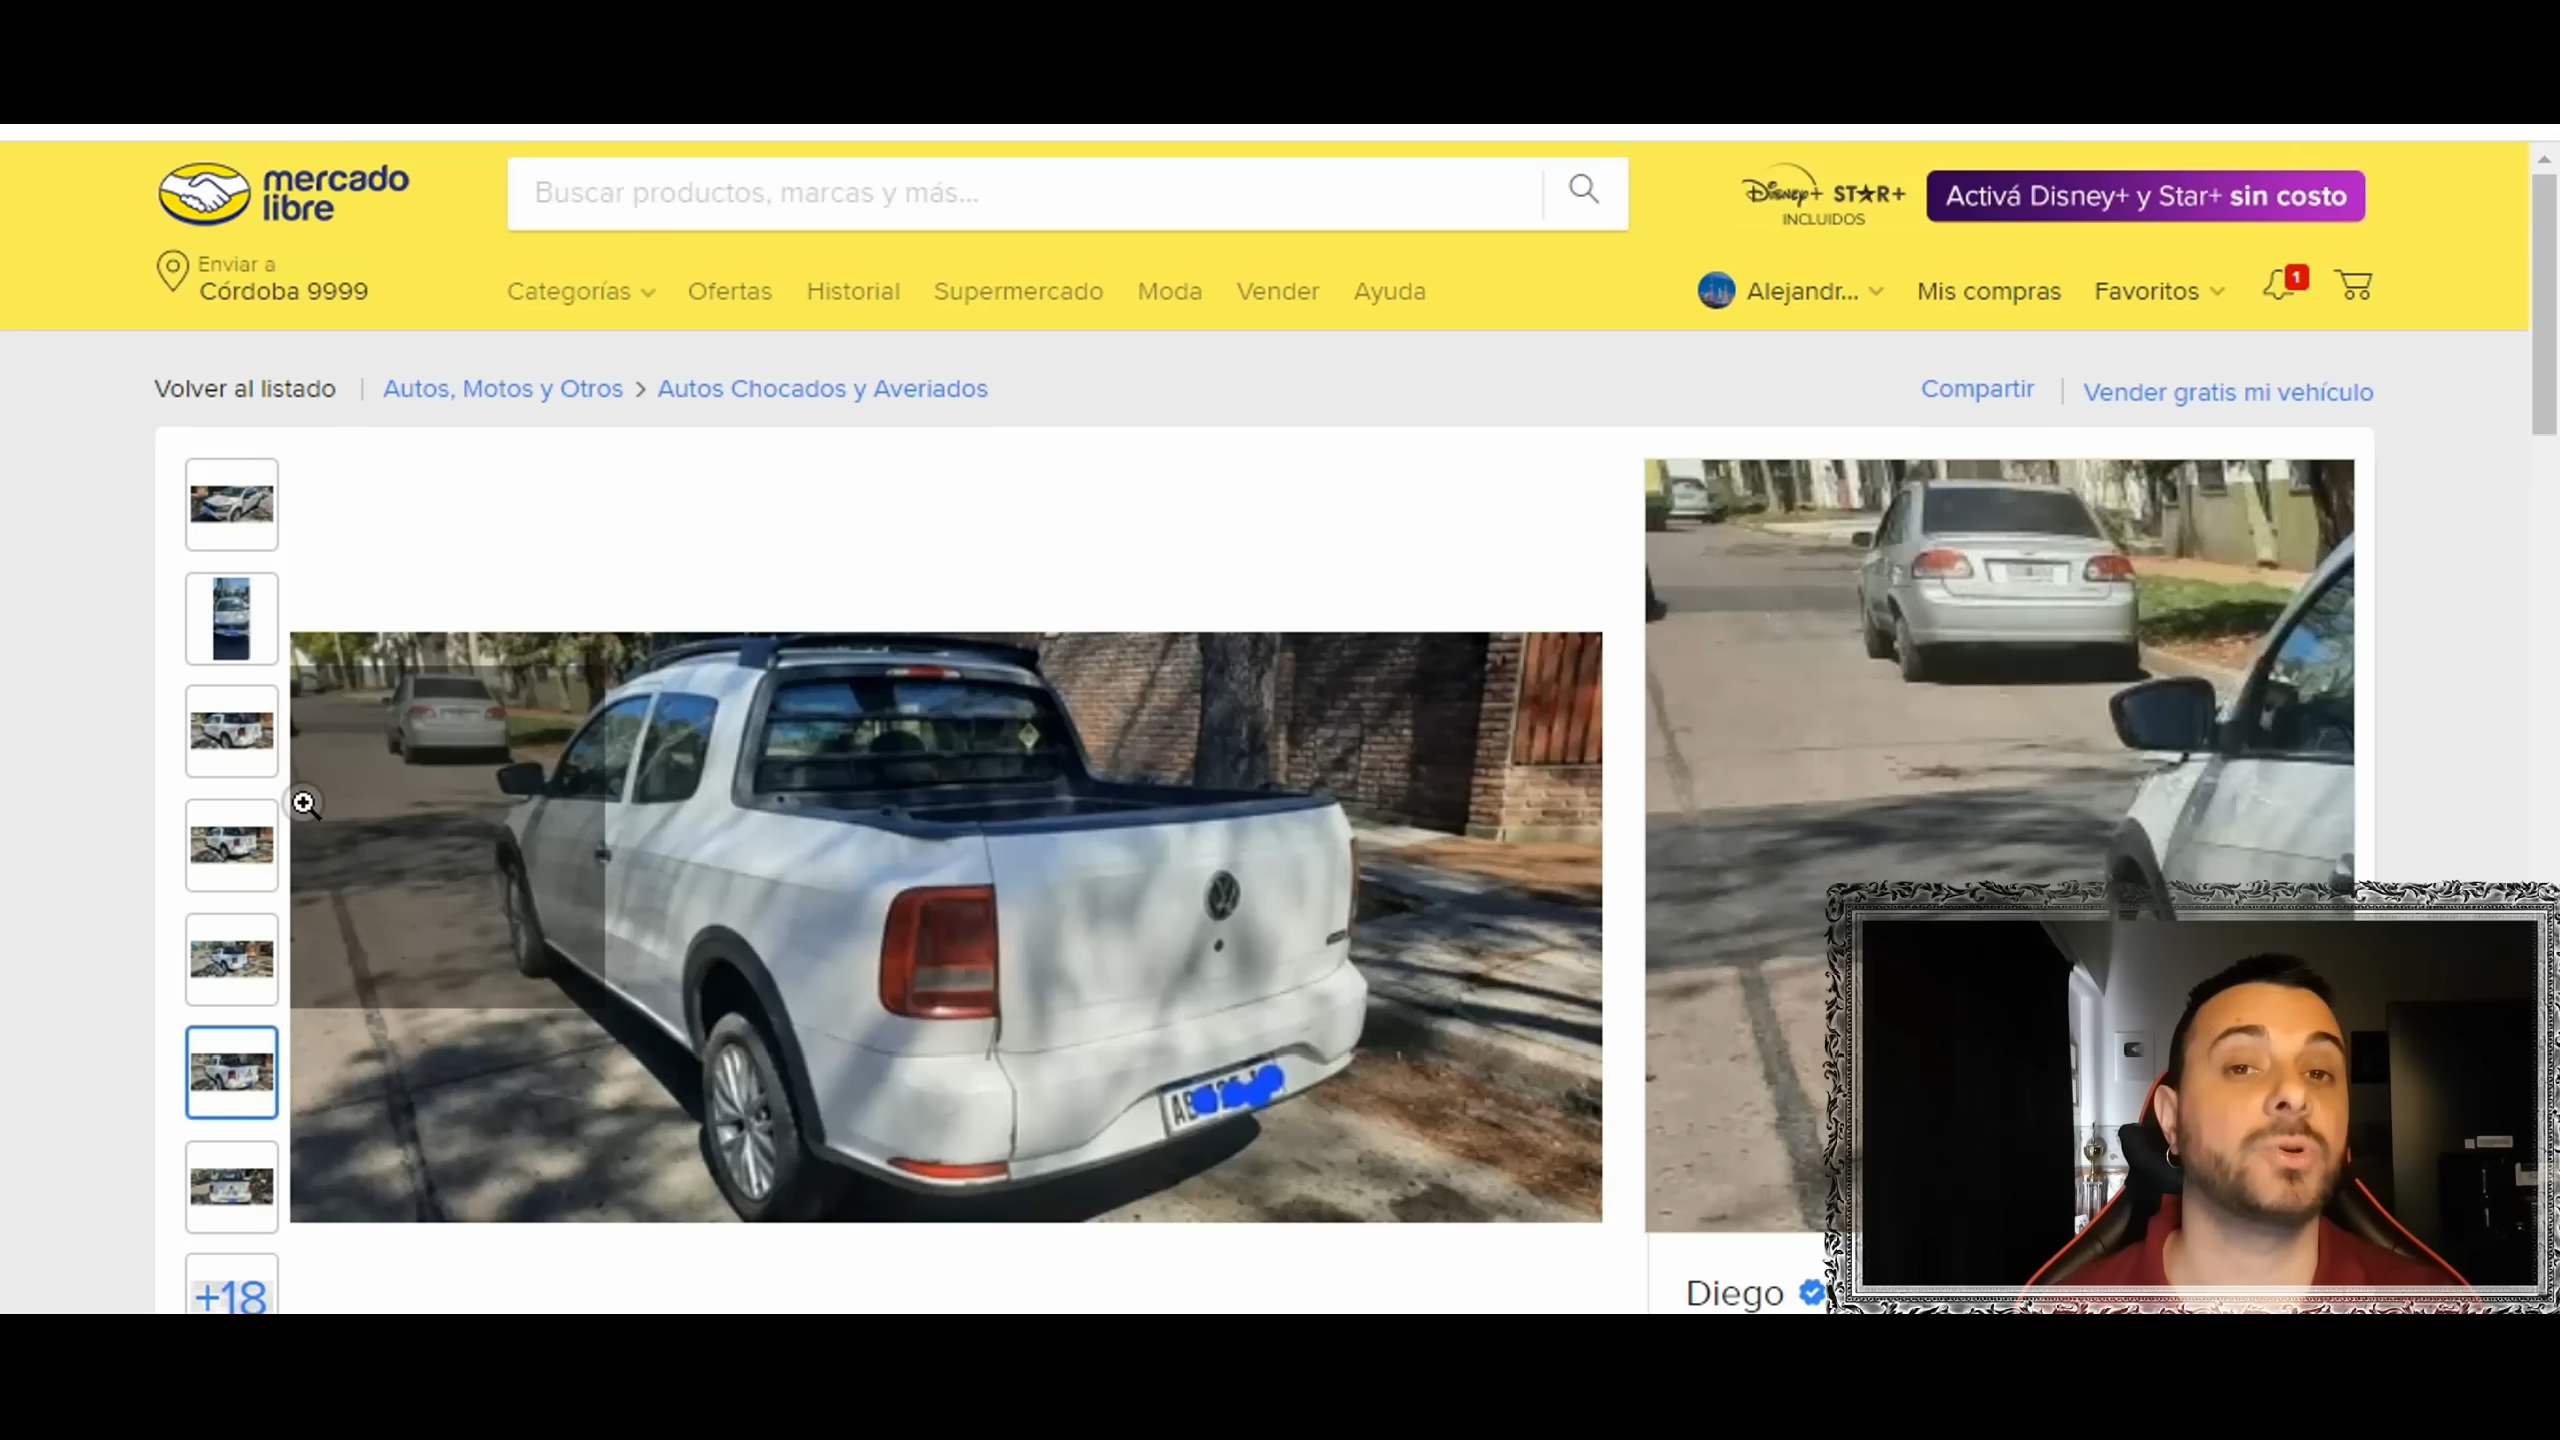 mercado
libre
Buscar productos, marcas y más...
Disney+ STAR+
INCLUIDOS
Activá Disney+ y Star+ sin costo
Enviar a
Córdoba 9999
Categorías
Ofertas
Historial
Supermercado
Moda
Vender
Ayuda
Alejandr...
Mis compras
Favoritos
1
Volver al listado
Autos, Motos y Otros > Autos Chocados y Averiados
Compartir
Vender gratis mi vehículo
+18
Diego